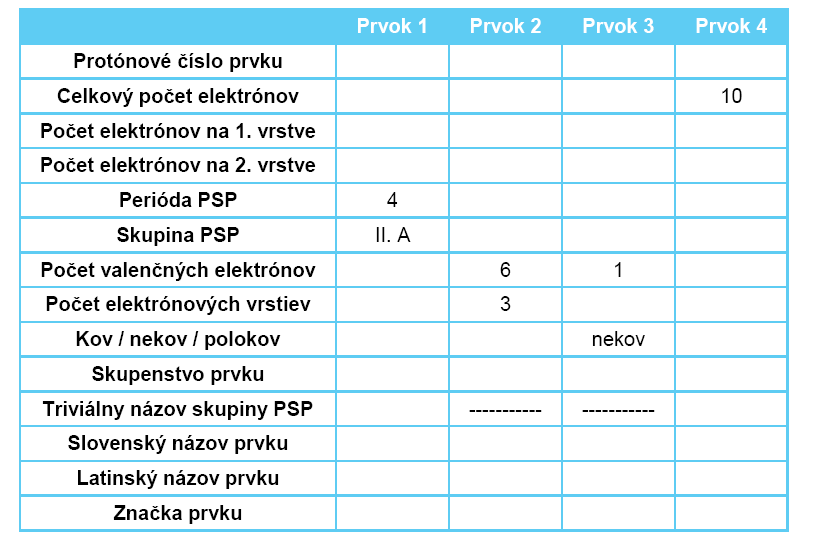 Prvok 1 Prvok 2 Prvok 3 Prvok 4
Protónové číslo prvku
Celkový počet elektrónov 10
Počet elektrónov na 1. vrstve
Počet elektrónov na 2. vrstve
Perióda PSP 4
Skupina PSP II. A
Počet valenčných elektrónov 6 1
Počet elektrónových vrstiev 3
Kov / nekov / polokov nekov
Skupenstvo prvku
Triviálny názov skupiny PSP ----------- -----------
Slovenský názov prvku
Latinský názov prvku
Značka prvku